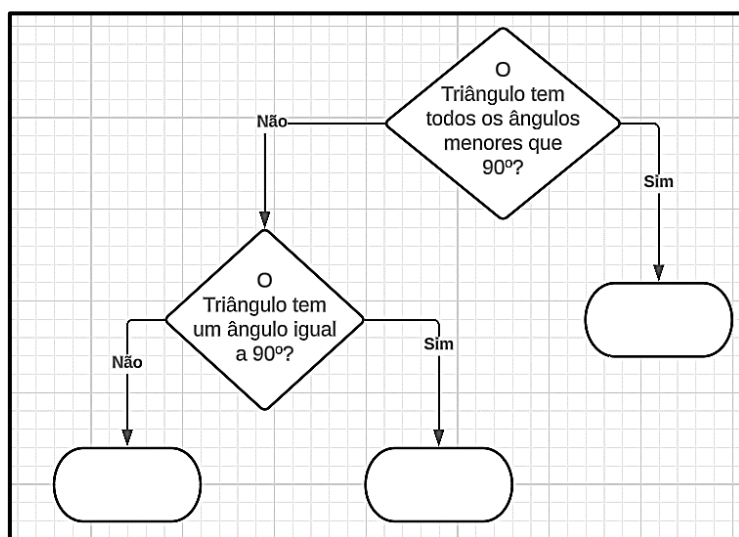 O
Triângulo tem
todos os ângulos
menores que
90º?
Não
Sim
O
Triângulo tem
um ângulo igual
a 90º?
Não
Sim